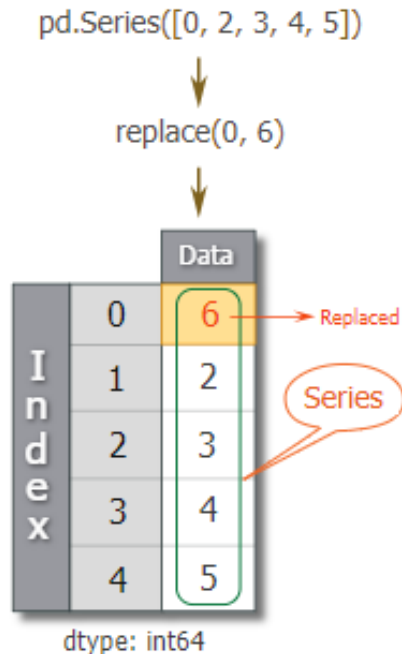 pd.Series([0, 2, 3, 4, 5])
replace(0, 6)
Data
Index
0 6 Replaced
1 2
Series
2 3
3 4
4 5
dtype: int64